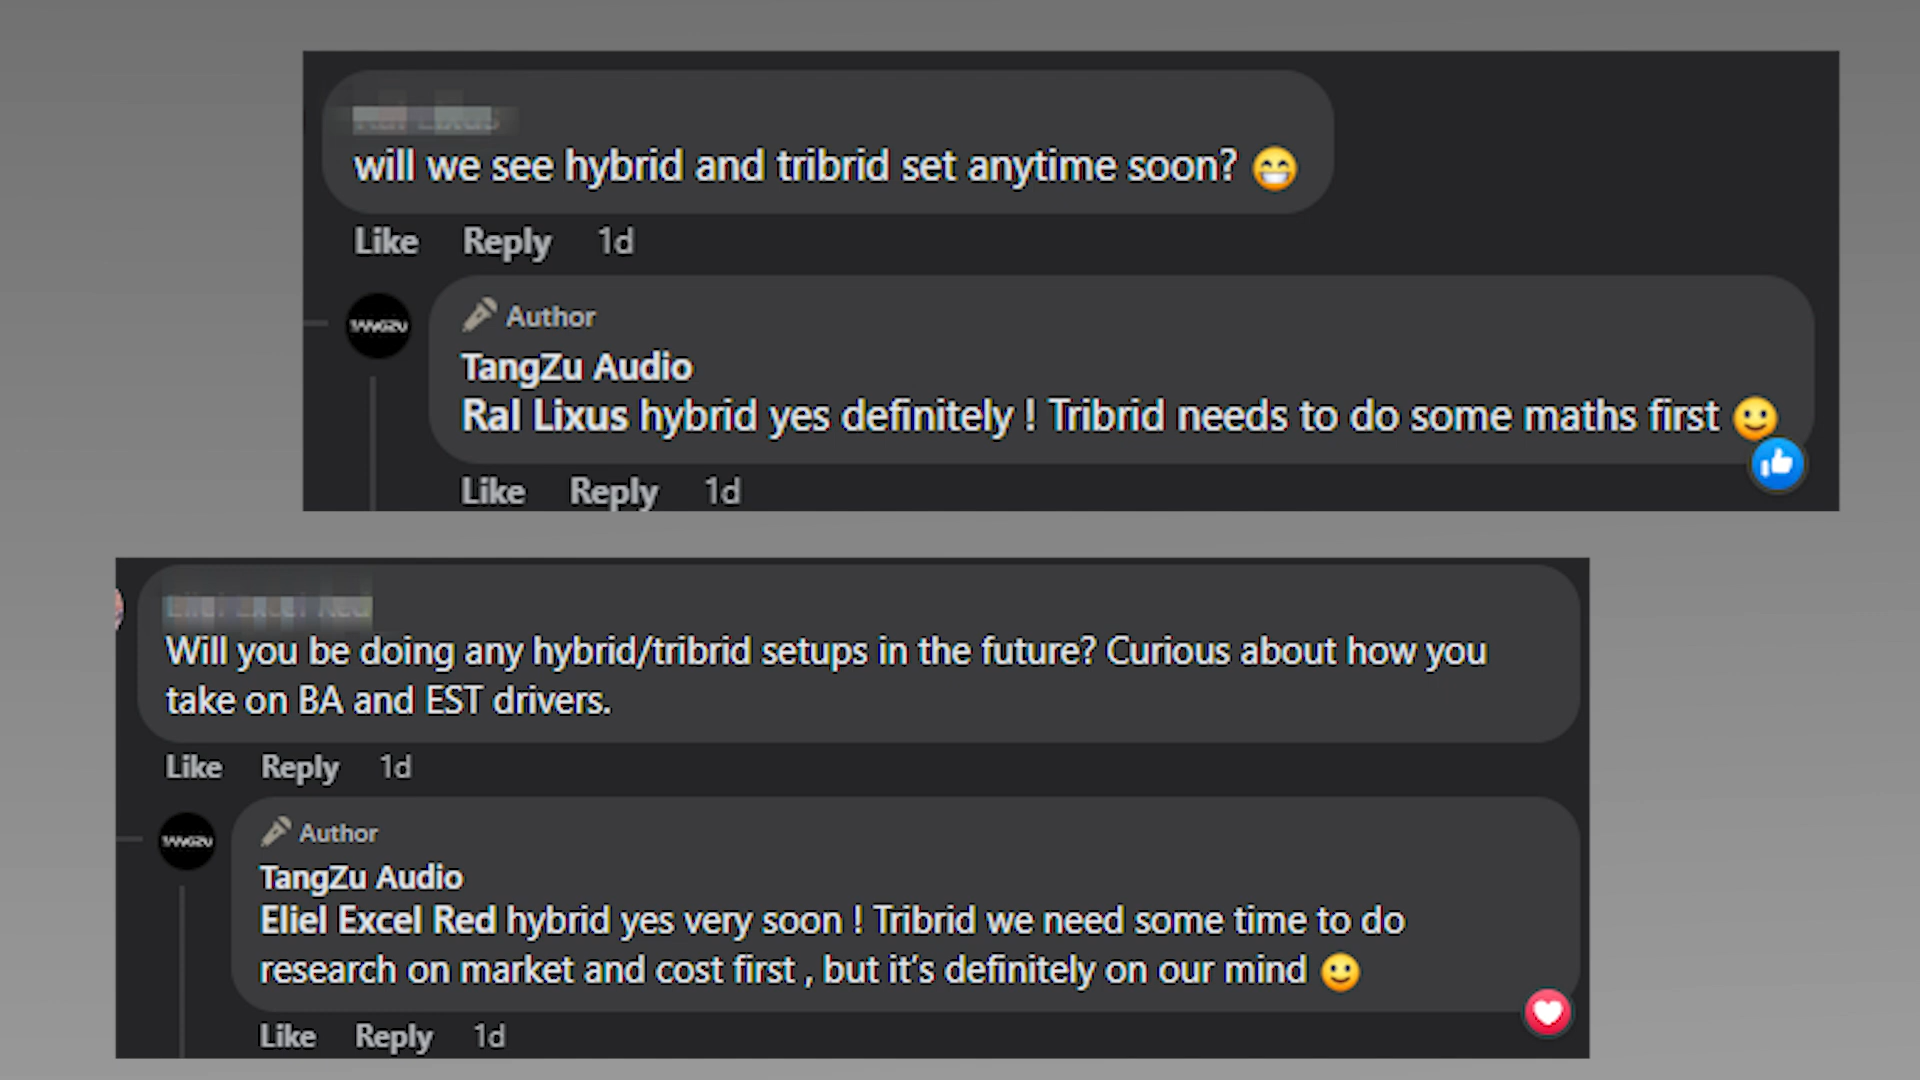 will we see hybrid and tribrid set anytime soon? 😁
Like Reply 1d
TANGZU
Author
TangZu Audio
Ral Lixus hybrid yes definitely ! Tribrid needs to do some maths first 🙂
Like Reply 1d
Will you be doing any hybrid/tribrid setups in the future? Curious about how you
take on BA and EST drivers.
Like Reply 1d
TANGZU
Author
TangZu Audio
Eliel Excel Red hybrid yes very soon ! Tribrid we need some time to do
research on market and cost first , but it's definitely on our mind 🙂
Like Reply 1d